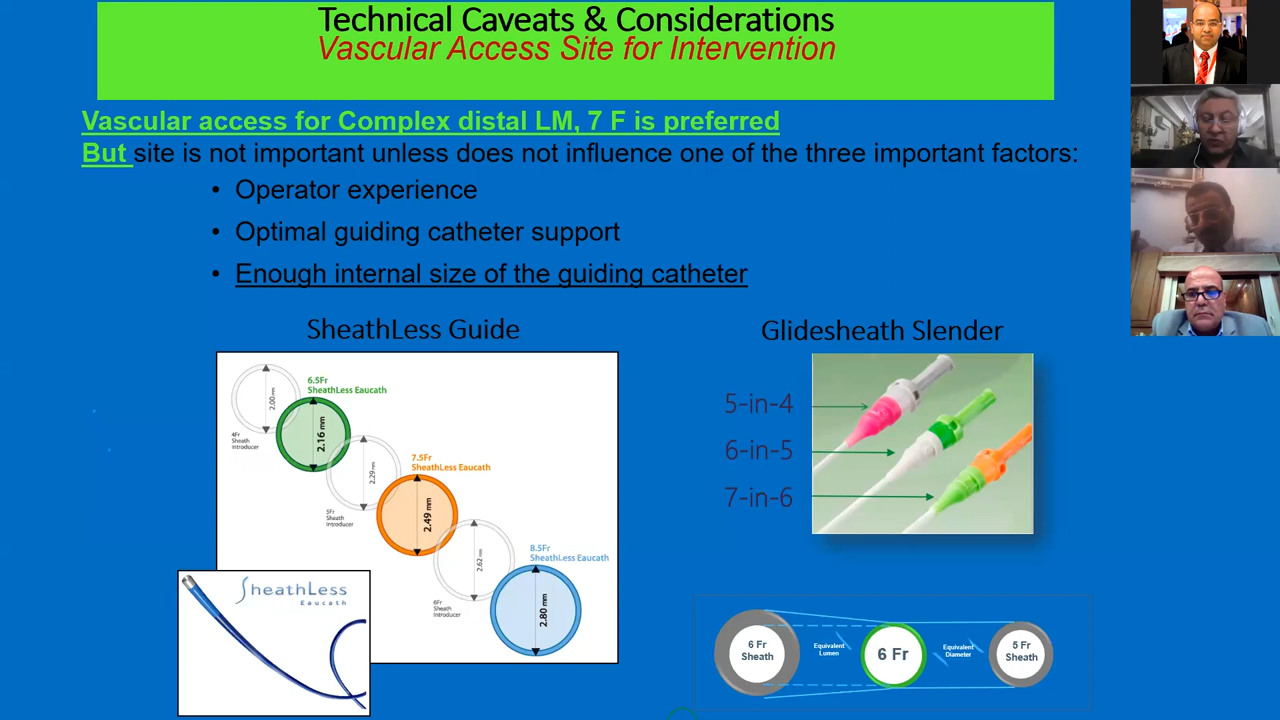 Technical Caveats & Considerations
Vascular Access Site for Intervention
Vascular access for Complex distal LM, 7 F is preferred
But site is not important unless does not influence one of the three important factors:
• Operator experience
• Optimal guiding catheter support
• Enough internal size of the guiding catheter
SheathLess Guide
4Fr
Sheath
Introducer
2.00 mm
6.5Fr
SheathLess Eaucath
2.16 mm
5Fr
Sheath
Introducer
2.29 mm
7.5Fr
SheathLess Eaucath
2.49 mm
6Fr
Sheath
Introducer
2.62 mm
8.5Fr
SheathLess Eaucath
2.80 mm
SheathLess
Eaucath
Glidesheath Slender
5-in-4
6-in-5
7-in-6
6 Fr
Sheath
Equivalent
Lumen
6 Fr
Equivalent
Diameter
5 Fr
Sheath